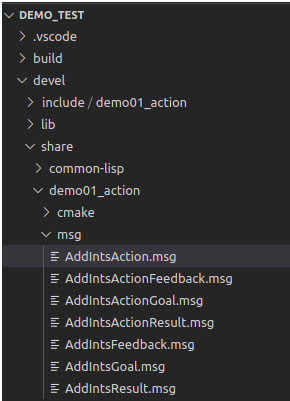 DEMO_TEST
.vscode
build
devel
include / demo01_action
lib
share
common-lisp
demo01_action
cmake
msg
AddIntsAction.msg
AddIntsActionFeedback.msg
AddIntsActionGoal.msg
AddIntsActionResult.msg
AddIntsFeedback.msg
AddIntsGoal.msg
AddIntsResult.msg